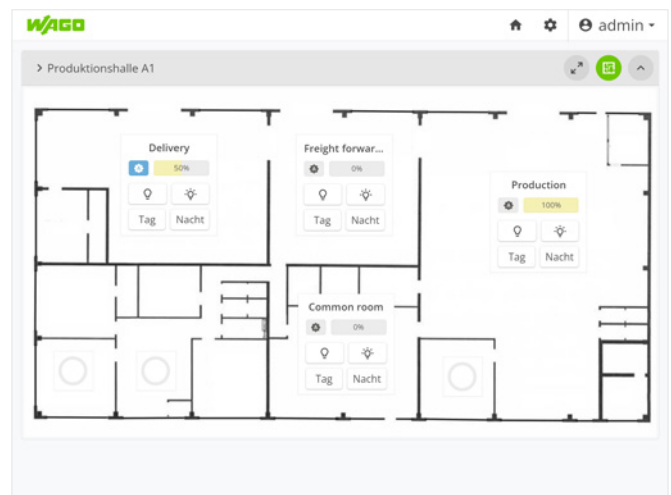 WAGO
admin
Produktionshalle A1
Delivery
50%
Tag Nacht
Freight forwar...
0%
Tag Nacht
Production
100%
Tag Nacht
Common room
0%
Tag Nacht